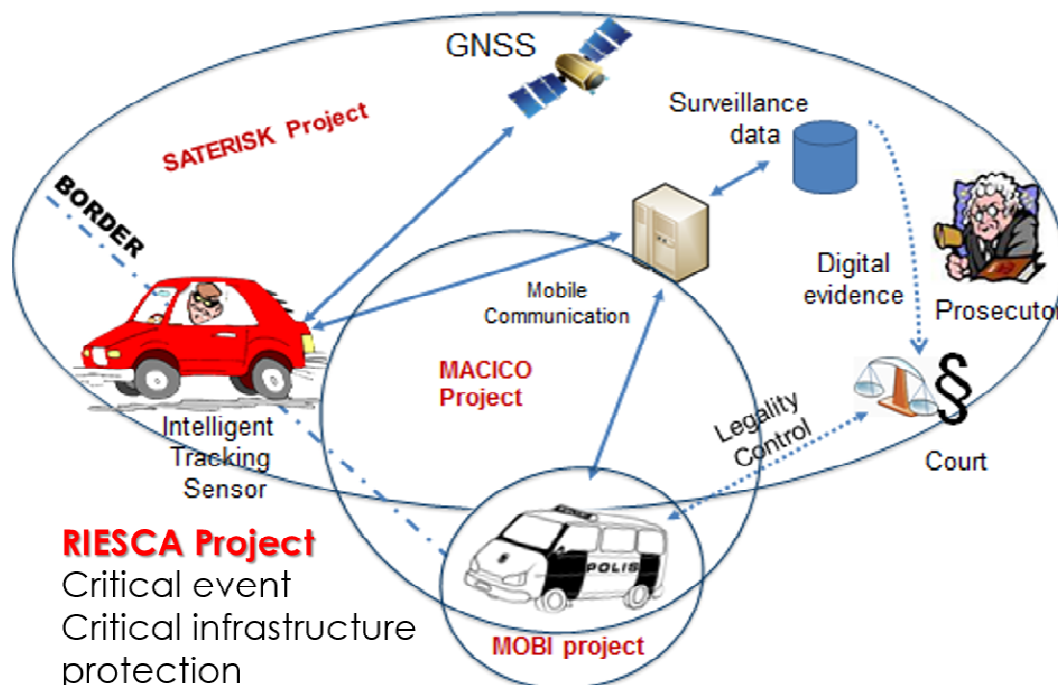 GNSS
SATERISK Project
Surveillance
data
BORDER
Digital
evidence
Prosecutor
Mobile
Communication
MACICO
Project
Legality
Control
§
Court
Intelligent
Tracking
Sensor
POLIS
RIESCA Project
Critical event
Critical infrastructure
protection
MOBI project